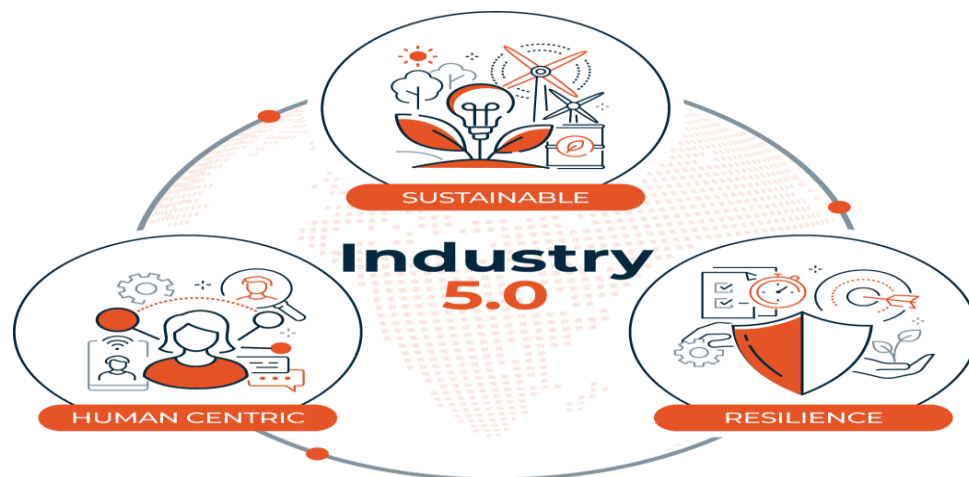 SUSTAINABLE
Industry
5.0
HUMAN CENTRIC
RESILIENCE